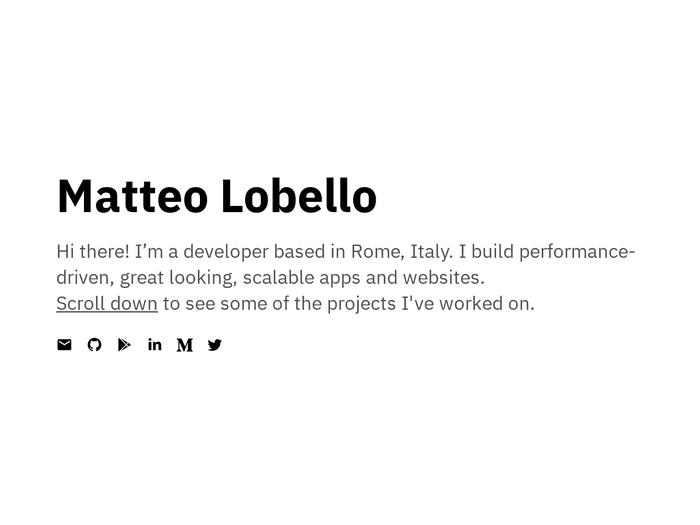 Matteo Lobello
Hi there! I’m a developer based in Rome, Italy. I build performance-
driven, great looking, scalable apps and websites.
Scroll down to see some of the projects I've worked on.